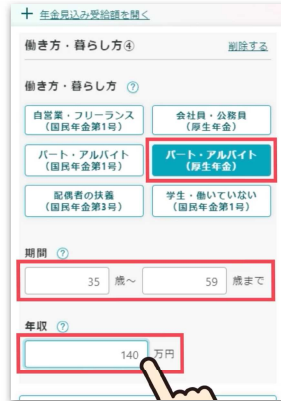 + 年金見込み受給額を開く
働き方・暮らし方④ 削除する
働き方・暮らし方 ?
自営業・フリーランス
（国民年金第1号）
会社員・公務員
（厚生年金）
パート・アルバイト
（国民年金第1号）
パート・アルバイト
（厚生年金）
配偶者の扶養
（国民年金第3号）
学生・働いていない
（国民年金第1号）
期間 ?
35 歳～ 59 歳まで
年収 ?
140 万円